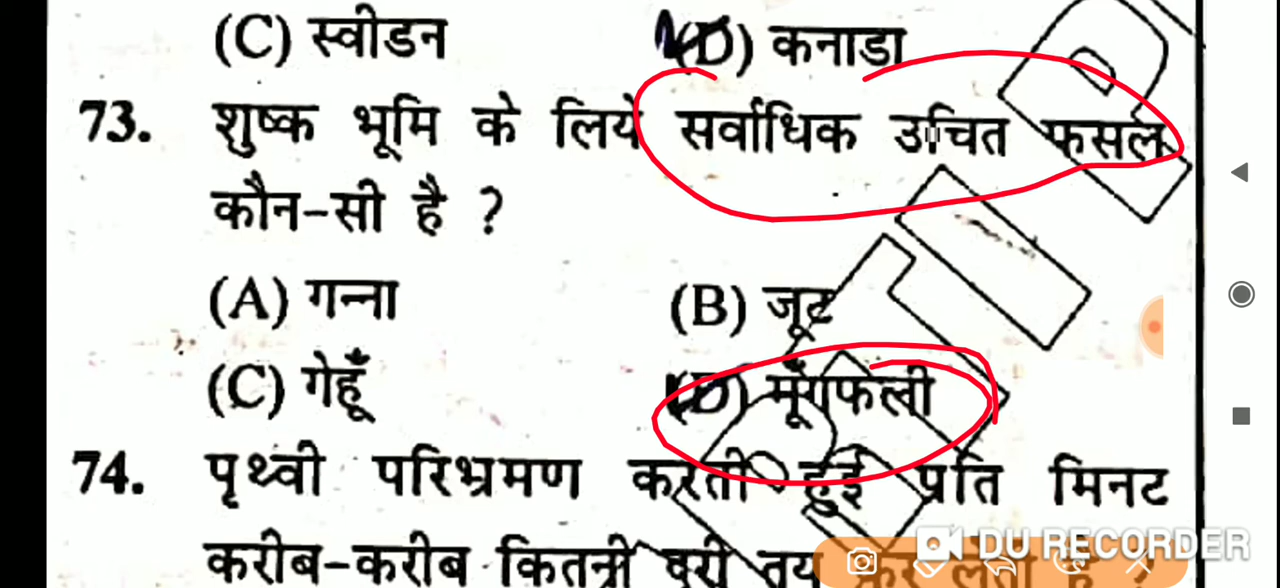 (C) स्वीडन (D) कनाडा
73. शुष्क भूमि के लिये सर्वाधिक उचित फसल
कौन-सी है ?
(A) गन्ना (B) जूट
(C) गेहूँ (D) मूँगफली
74. पृथ्वी परिभ्रमण करती हुई प्रति मिनट
करीब-करीब कितनी दूरी तय कर लेती है ?
DU RECORDER